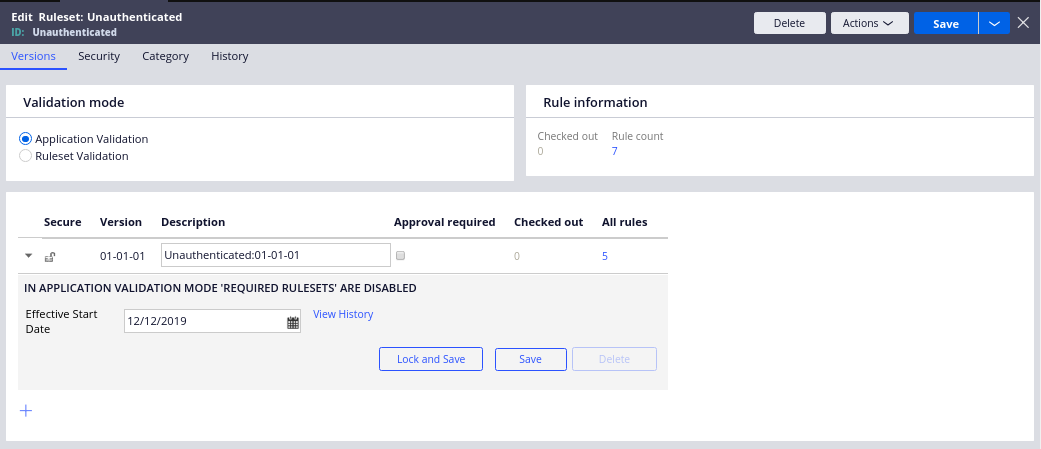 Edit Ruleset: Unauthenticated
ID: Unauthenticated
Delete Actions Save
Versions Security Category History
Validation mode
Application Validation
Ruleset Validation
Rule information
Checked out Rule count
0 7
Secure Version Description Approval required Checked out All rules
01-01-01 Unauthenticated:01-01-01 0 5
IN APPLICATION VALIDATION MODE 'REQUIRED RULESETS' ARE DISABLED
Effective Start
Date
12/12/2019 View History
Lock and Save Save Delete